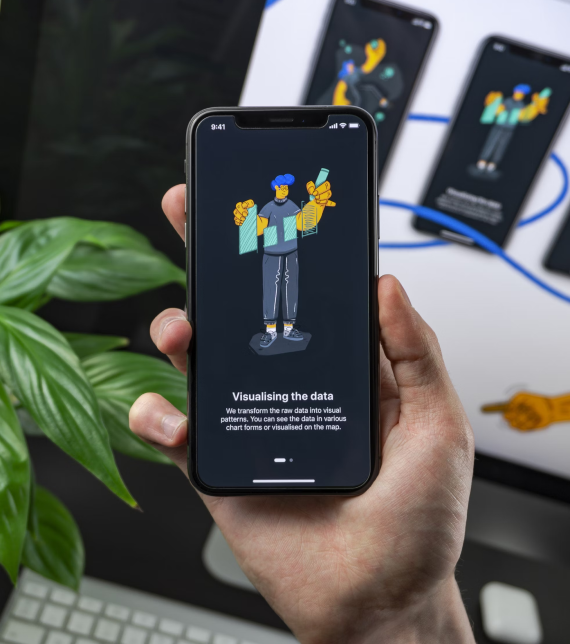 9:41
Visualising the data
We transform the raw data into visual
patterns. You can see the data in various
chart forms or visualised on the map.